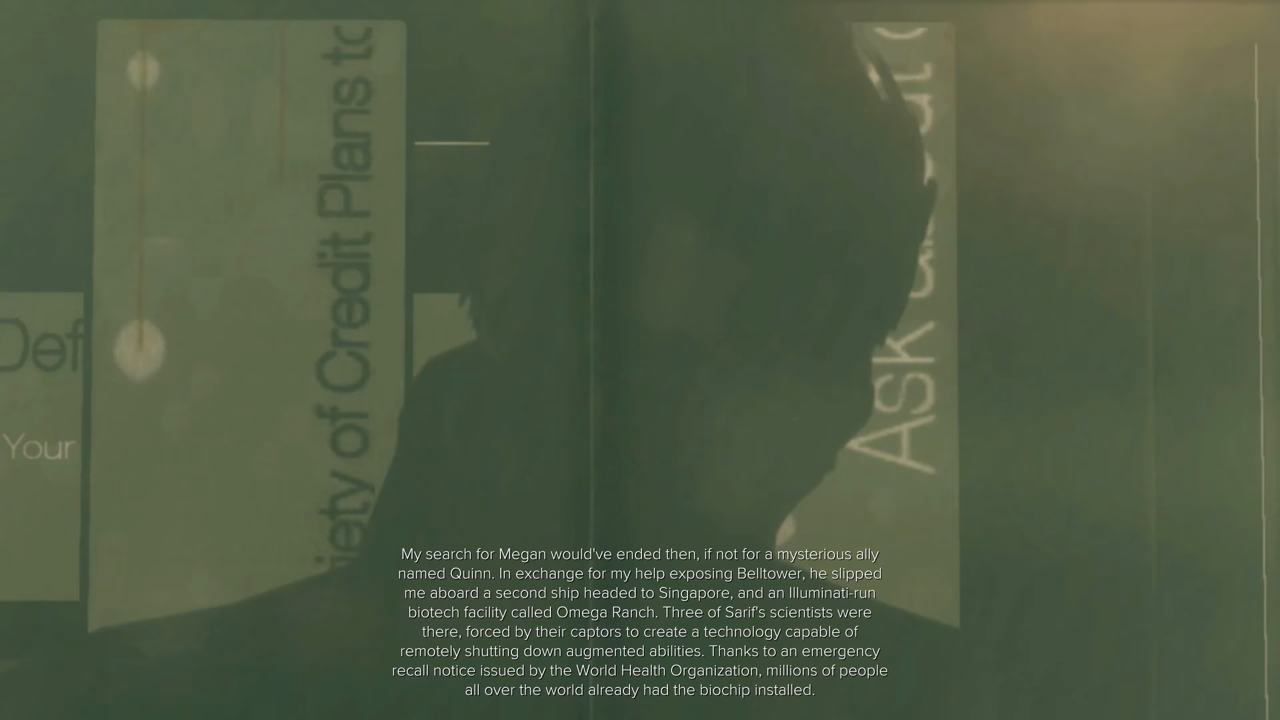 iety of Credit Plans to
Def
Your
Ask
My search for Megan would've ended then, if not for a mysterious ally
named Quinn. In exchange for my help exposing Belltower, he slipped
me aboard a second ship headed to Singapore, and an Illuminati-run
biotech facility called Omega Ranch. Three of Sarif's scientists were
there, forced by their captors to create a technology capable of
remotely shutting down augmented abilities. Thanks to an emergency
recall notice issued by the World Health Organization, millions of people
all over the world already had the biochip installed.